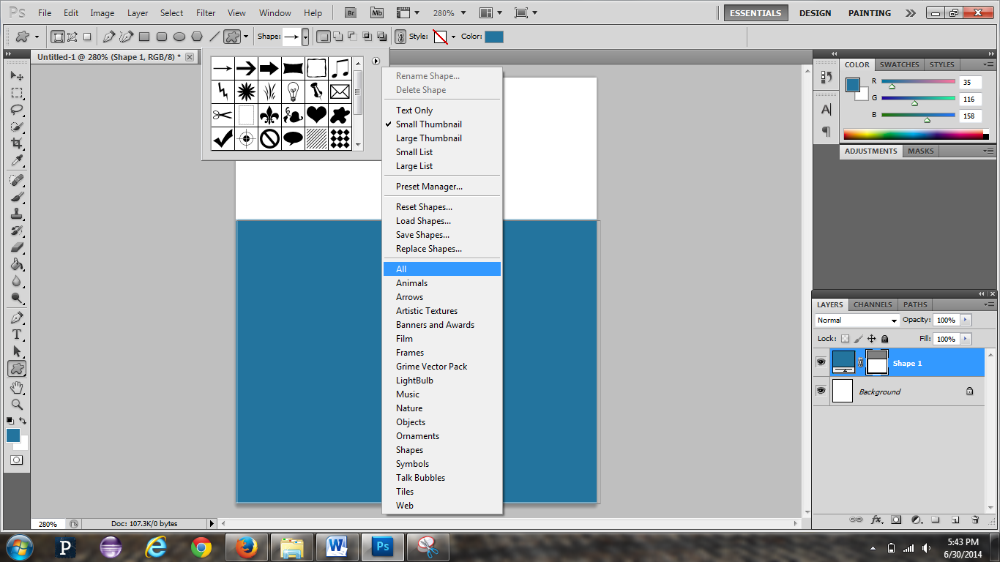 Ps File Edit Image Layer Select Filter View Window Help Br Mb 280% ESSENTIALS DESIGN PAINTING
Shape: Style: Color:
Untitled-1 @ 280% (Shape 1, RGB/8) *
Rename Shape...
Delete Shape
Text Only
Small Thumbnail
Large Thumbnail
Small List
Large List
Preset Manager...
Reset Shapes...
Load Shapes...
Save Shapes...
Replace Shapes...
All
Animals
Arrows
Artistic Textures
Banners and Awards
Film
Frames
Grime Vector Pack
LightBulb
Music
Nature
Objects
Ornaments
Shapes
Symbols
Talk Bubbles
Tiles
Web
COLOR SWATCHES STYLES
R 35
G 116
B 158
ADJUSTMENTS MASKS
LAYERS CHANNELS PATHS
Normal Opacity: 100%
Lock: Fill: 100%
Shape 1
Background
280% Doc: 107.3K/0 bytes
P W Ps
5:43 PM
6/30/2014